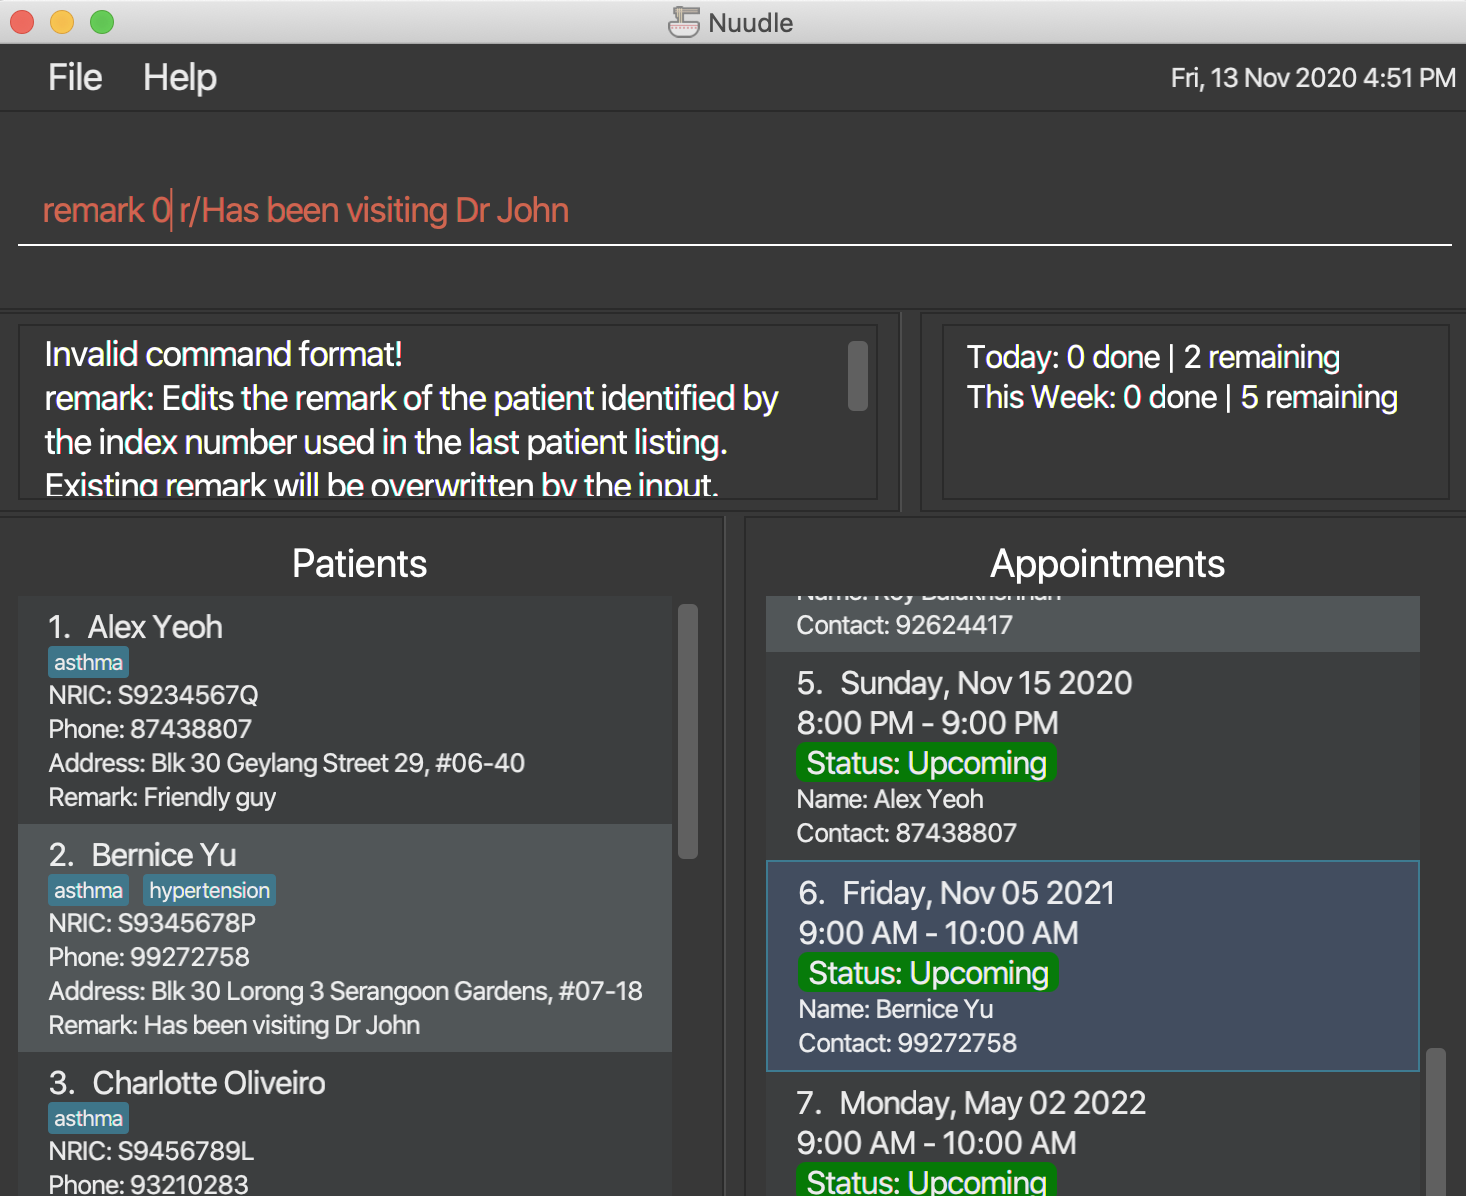 Nuudle
File Help
Fri, 13 Nov 2020 4:51 PM
remark 0 r/Has been visiting Dr John
Invalid command format!
remark: Edits the remark of the patient identified by
the index number used in the last patient listing.
Existing remark will be overwritten by the input.
Today: 0 done | 2 remaining
This Week: 0 done | 5 remaining
Patients
1. Alex Yeoh
asthma
NRIC: S9234567Q
Phone: 87438807
Address: Blk 30 Geylang Street 29, #06-40
Remark: Friendly guy
2. Bernice Yu
asthma hypertension
NRIC: S9345678P
Phone: 99272758
Address: Blk 30 Lorong 3 Serangoon Gardens, #07-18
Remark: Has been visiting Dr John
3. Charlotte Oliveiro
asthma
NRIC: S9456789L
Phone: 93210283
Appointments
Name: Roy Balakrishnan
Contact: 92624417
5. Sunday, Nov 15 2020
8:00 PM - 9:00 PM
Status: Upcoming
Name: Alex Yeoh
Contact: 87438807
6. Friday, Nov 05 2021
9:00 AM - 10:00 AM
Status: Upcoming
Name: Bernice Yu
Contact: 99272758
7. Monday, May 02 2022
9:00 AM - 10:00 AM
Status: Upcoming